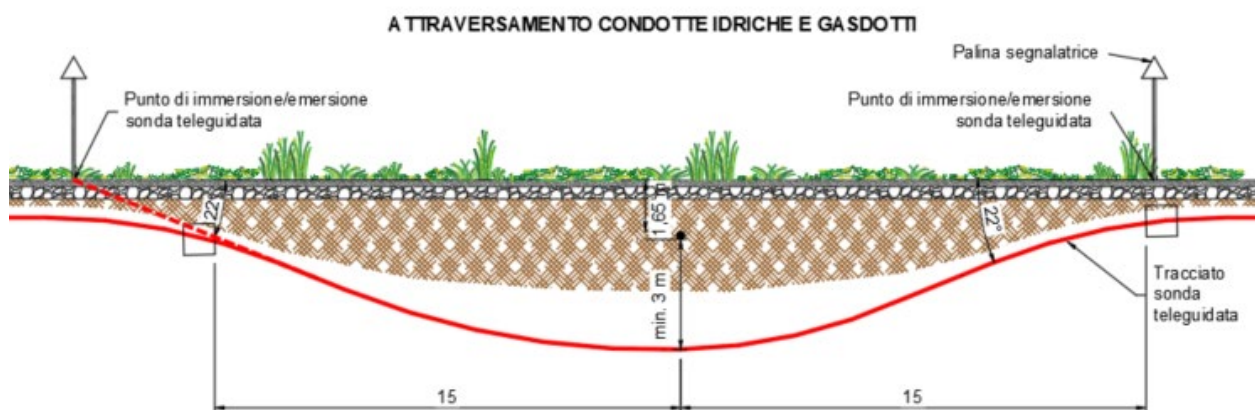 ATTRAVERSAMENTO CONDOTTE IDRICHE E GASDOTTI
Palina segnalatrice
Punto di immersione/emersione
sonda teleguidata
Punto di immersione/emersione
sonda teleguidata
22°
1,65 m
22°
min. 3 m
Tracciato
sonda
teleguidata
15
15